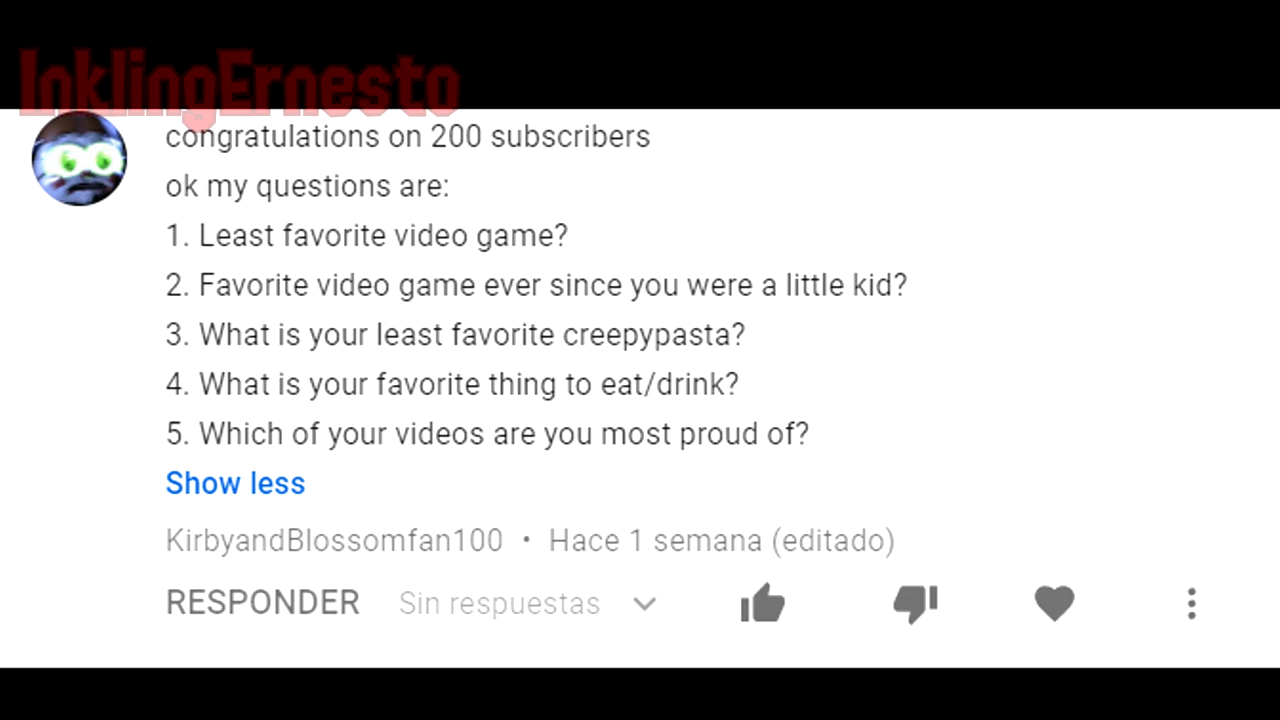 InklingErnesto
congratulations on 200 subscribers
ok my questions are:
1. Least favorite video game?
2. Favorite video game ever since you were a little kid?
3. What is your least favorite creepypasta?
4. What is your favorite thing to eat/drink?
5. Which of your videos are you most proud of?
Show less
KirbyandBlossomfan100 • Hace 1 semana (editado)
RESPONDER Sin respuestas